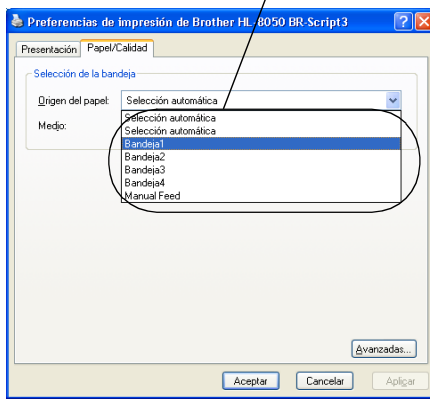 Preferencias de impresión de Brother HL-8050 BR-Script3
Presentación Papel/Calidad
Selección de la bandeja
Origen del papel: Selección automática
Medio:
Selección automática
Selección automática
Bandeja1
Bandeja2
Bandeja3
Bandeja4
Manual Feed
Avanzadas...
Aceptar Cancelar Aplicar